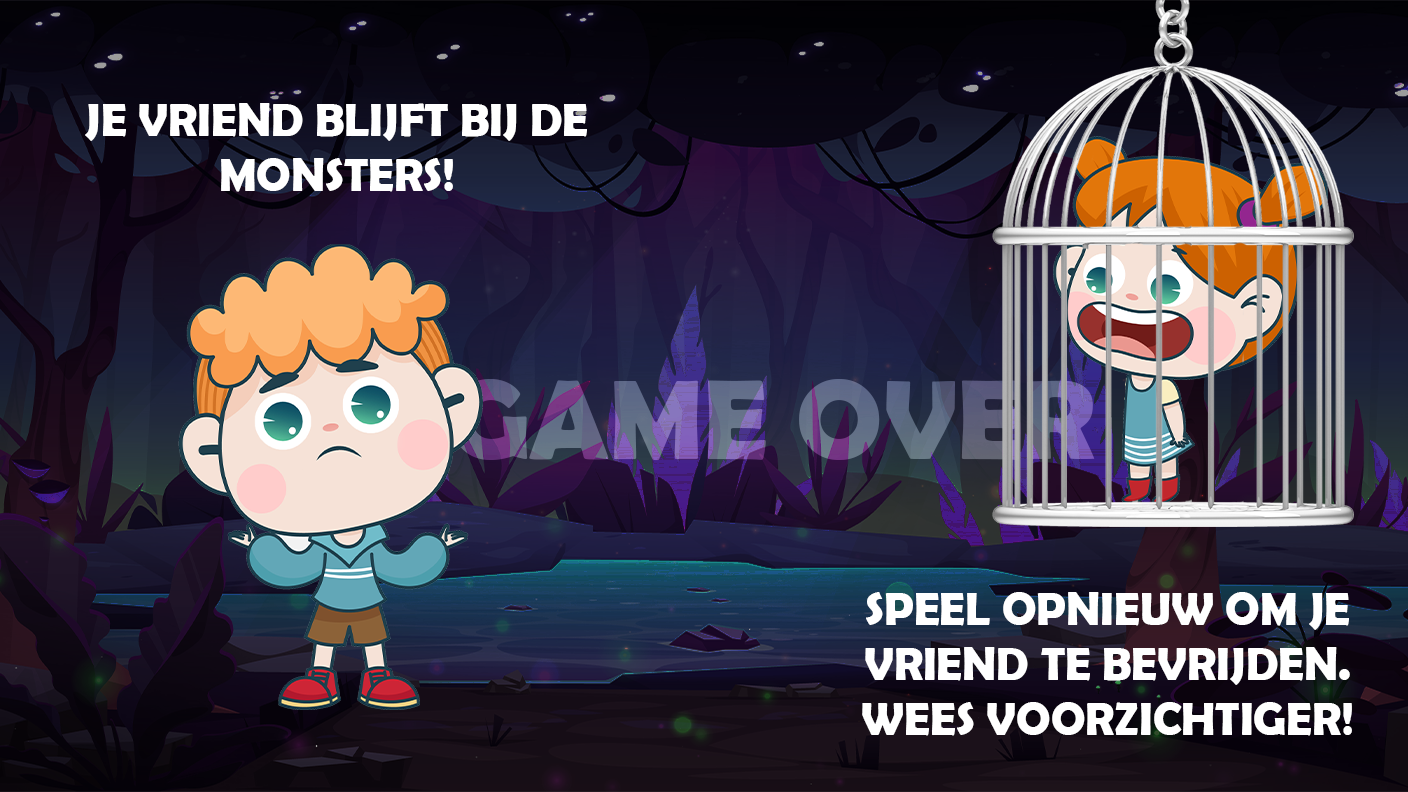 JE VRIEND BLIJFT BIJ DE
MONSTERS!
GAME OVER
SPEEL OPNIEUW OM JE
VRIEND TE BEVRIJDEN.
WEES VOORZICHTIGER!